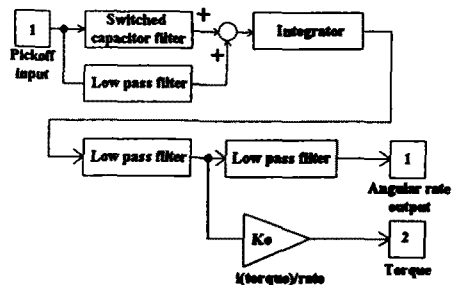 1
Pickoff
input
Switched
capacitor filter
+
+
Low pass filter
Integrator
Low pass filter
Low pass filter
1
Angular rate
output
Ko
i(torque)/rate
2
Torque